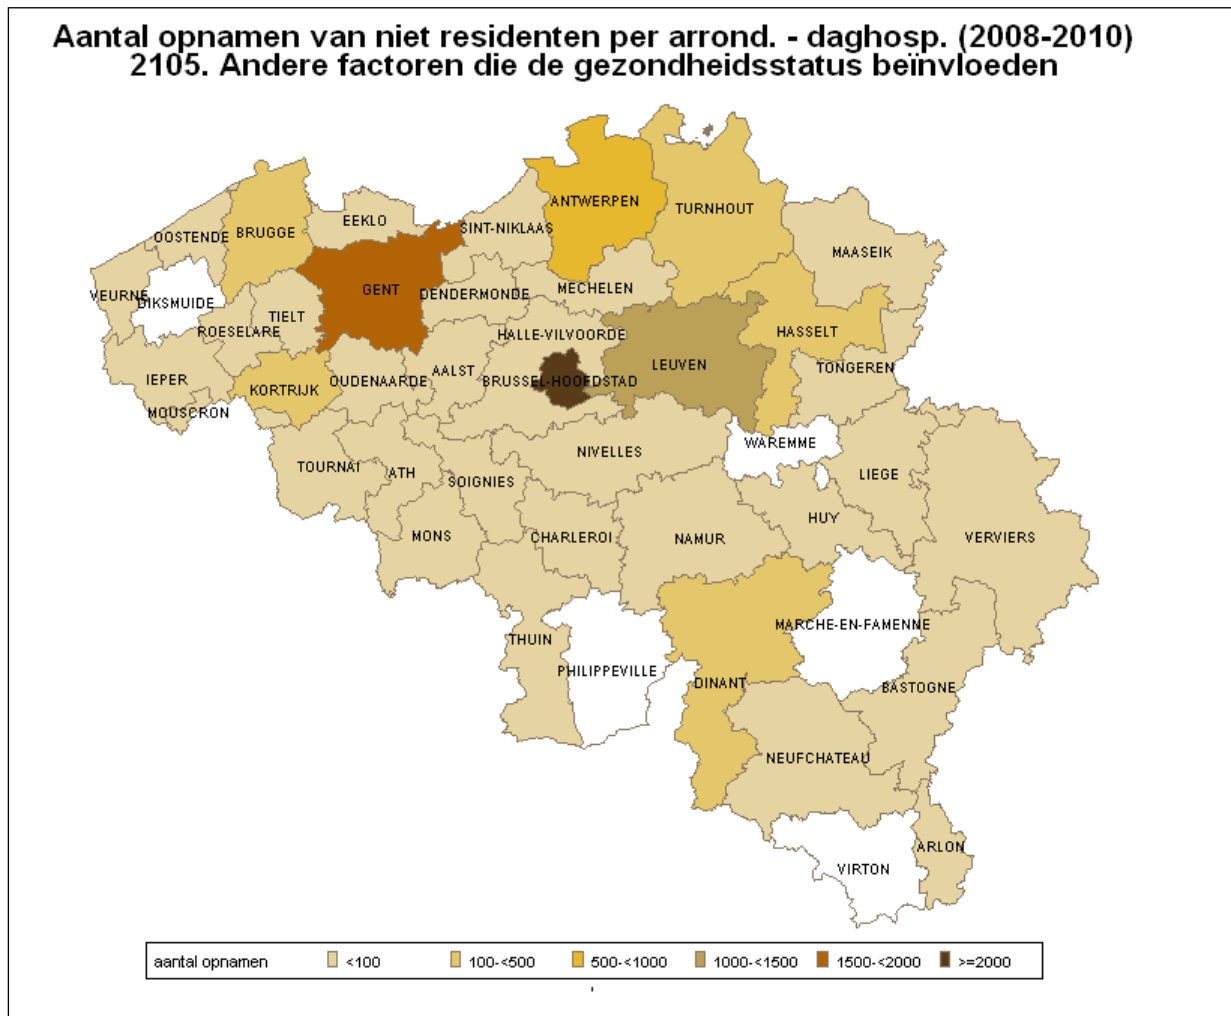 Aantal opnamen van niet residenten per arrond. - daghosp. (2008-2010)
2105. Andere factoren die de gezondheidsstatus beïnvloeden
ANTWERPEN
TURNHOUT
EEKLO
SINT-NIKLAAS
OOSTENDE
BRUGGE
MAASEIK
GENT
MECHELEN
VEURNE
DIKSMUIDE
DENDERMONDE
TIELT
ROESELARE
HALLE-VILVOORDE
HASSELT
LEUVEN
TONGEREN
IEPER
AALST
OUDENAARDE
BRUSSEL-HOOFDSTAD
KORTRIJK
MOUSCRON
WAREMME
NIVELLES
TOURNAI
ATH
LIEGE
SOIGNIES
HUY
MONS
CHARLEROI
NAMUR
VERVIERS
MARCHE-EN-FAMENNE
THUIN
PHILIPPEVILLE
DINANT
BASTOGNE
NEUFCHATEAU
ARLON
VIRTON
aantal opnamen <100 100-<500 500-<1000 1000-<1500 1500-<2000 >=2000